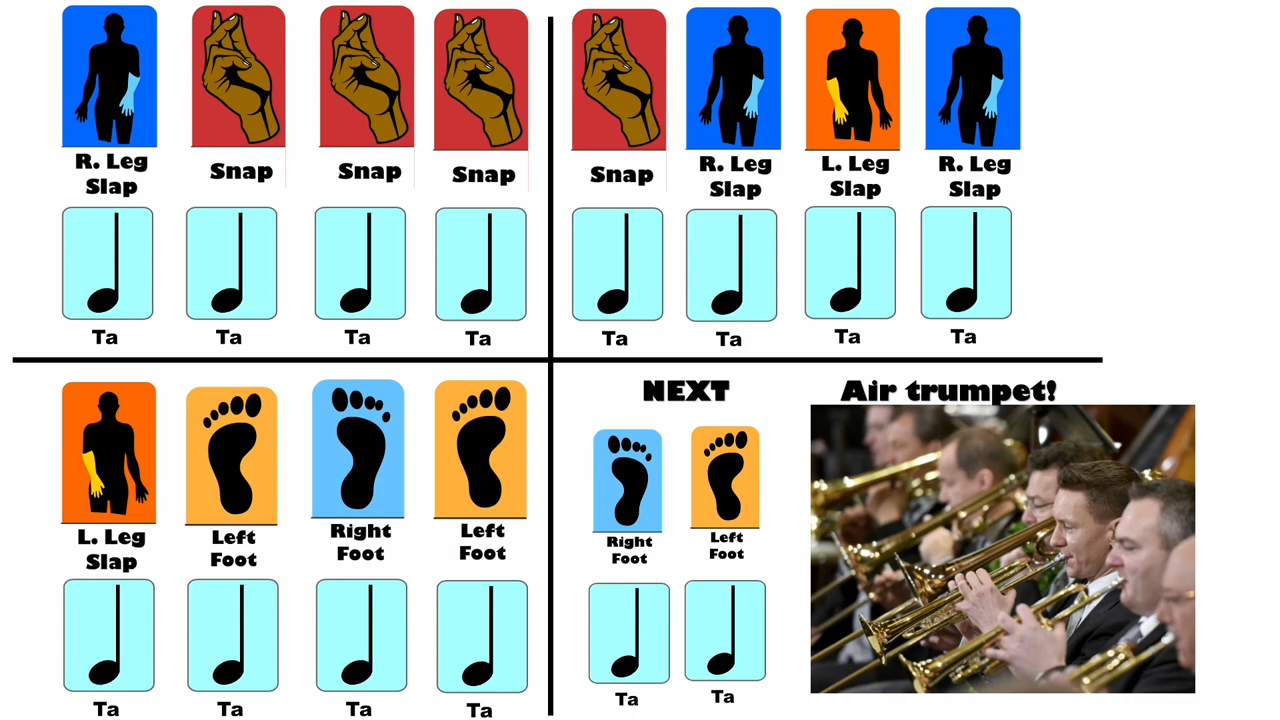 R. Leg
Slap
Snap
Snap
Snap
Ta
Ta
Ta
Ta
Snap
R. Leg
Slap
L. Leg
Slap
R. Leg
Slap
Ta
Ta
Ta
Ta
L. Leg
Slap
Left
Foot
Right
Foot
Left
Foot
Ta
Ta
Ta
Ta
NEXT
Right
Foot
Left
Foot
Ta
Ta
Air trumpet!